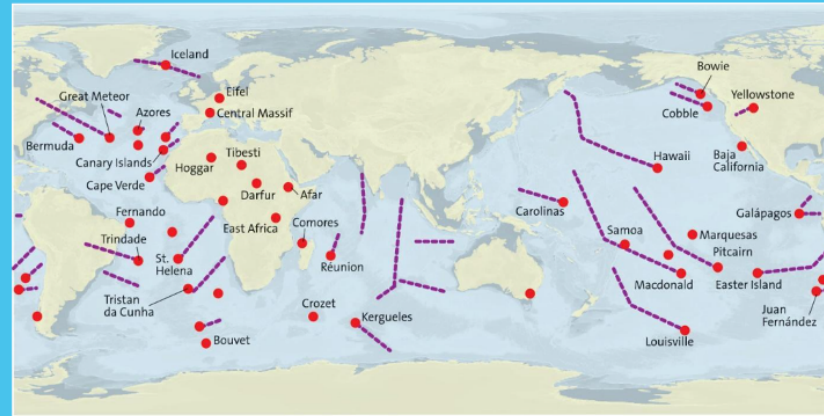 Iceland
Bowie
Eifel
Great Meteor
Azores
Yellowstone
Central Massif
Cobble
Bermuda
Tibesti
Canary Islands
Hoggar
Hawaii
Baja
California
Cape Verde
Darfur
Afar
Fernando
Carolinas
Galápagos
East Africa
Comores
Samoa
Marquesas
Trindade
Pitcairn
St.
Helena
Réunion
Macdonald
Easter Island
Tristan
da Cunha
Crozet
Kergueles
Juan
Fernández
Bouvet
Louisville